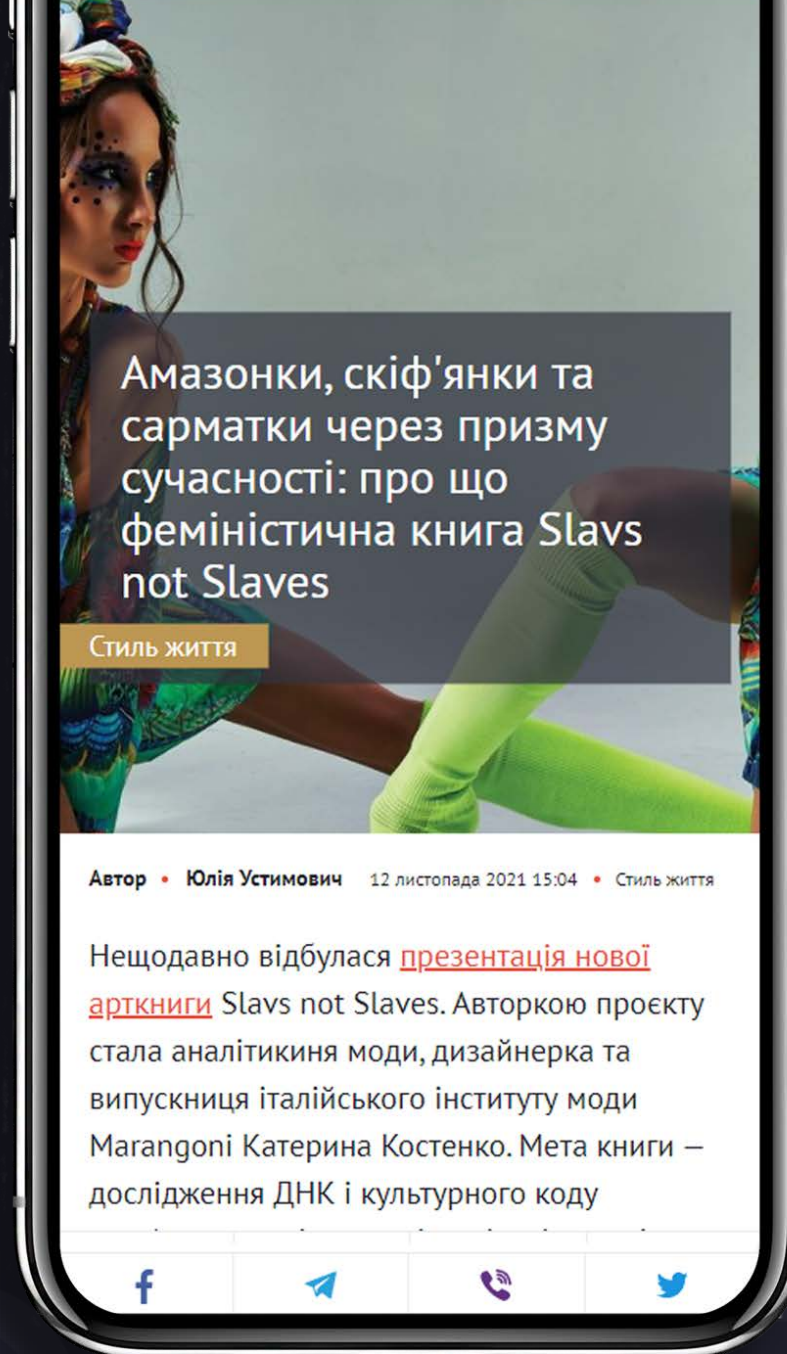 Амазонки, скіф'янки та
сарматки через призму
сучасності: про що
феміністична книга Slavs
not Slaves
Стиль життя
Автор • Юлія Устимович 12 листопада 2021 15:04 • Стиль життя
Нещодавно відбулася презентація нової
арткниги Slavs not Slaves. Авторкою проєкту
стала аналітикиня моди, дизайнерка та
випускниця італійського інституту моди
Marangoni Катерина Костенко. Мета книги —
дослідження ДНК і культурного коду